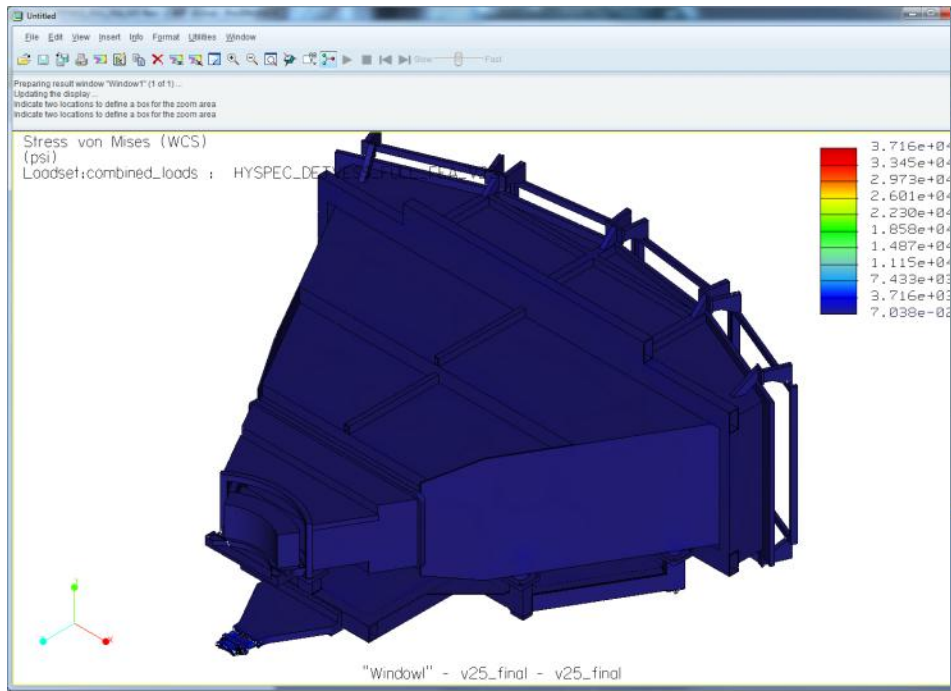 Untitled
File Edit View Insert Info Format Utilities Window
Slow Fast
Preparing result window "Window1" (1 of 1) ...
Updating the display ...
Indicate two locations to define a box for the zoom area
Indicate two locations to define a box for the zoom area
Stress von Mises (WCS)
(psi)
Loadset:combined_loads :
3.716e+04
3.345e+04
2.973e+04
2.601e+04
2.230e+04
1.858e+04
1.487e+04
1.115e+04
7.433e+03
3.716e+03
7.038e-02
"Window1" - v25_final - v25_final